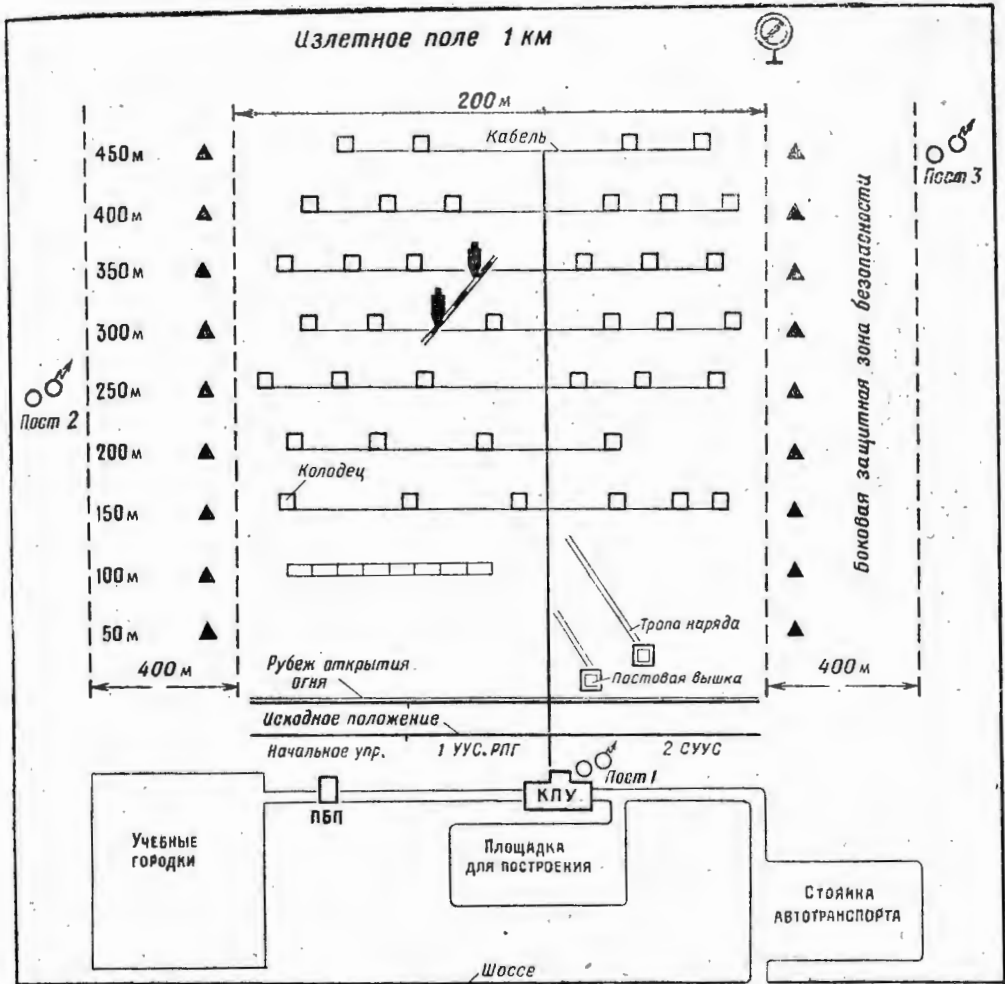 Излетное поле 1 км
200 м
Кабель
450 м
Пост 3
400 м
350 м
300 м
250 м
Пост 2
200 м
Колодец
150 м
Боковая защитная зона безопасности
100 м
50 м
Тропа наряда
400 м
Рубеж открытия
огня
Постовая вышка
400 м
Исходное положение
Начальное упр.
1 УУС.РПГ
2 СУУС
Пост 1
КПУ
ПБП
УЧЕБНЫЕ
ГОРОДКИ
ПЛОЩАДКА
ДЛЯ ПОСТРОЕНИЯ
СТОЯНКА
АВТОТРАНСПОРТА
Шоссе